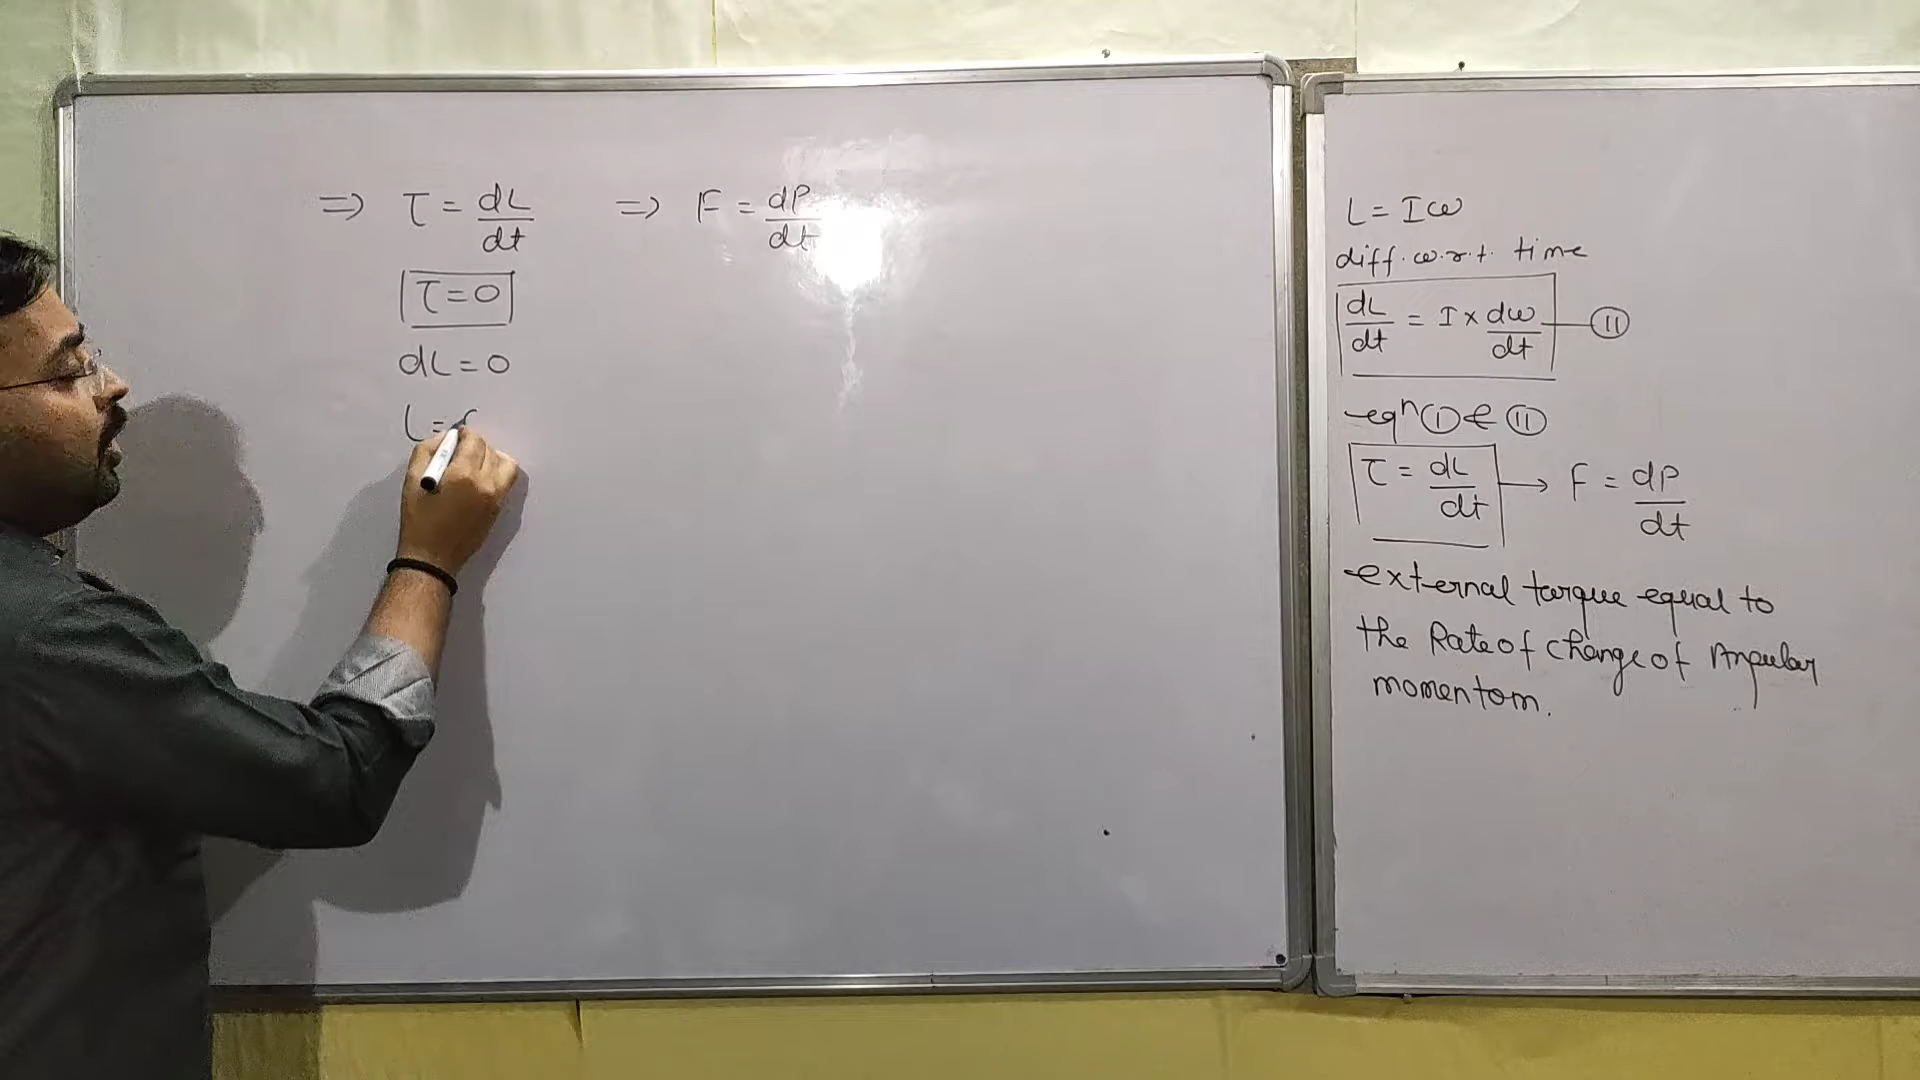 ⇒ τ = dL/dt ⇒ F = dP/dt
τ = 0
dL = 0
L =
L = Iω
diff. w.r.t. time
dL/dt = I × dω/dt — (II)
eqⁿ (I) & (II)
τ = dL/dt → F = dP/dt
external torque equal to
the Rate of change of Angular
momentom.